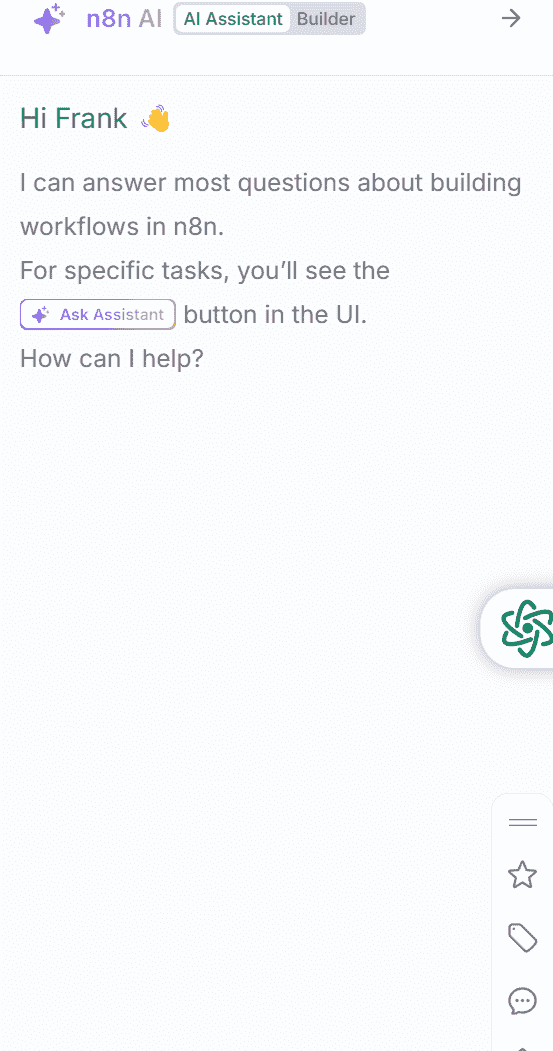 n8n AI AI Assistant Builder
Hi Frank 👋
I can answer most questions about building
workflows in n8n.
For specific tasks, you’ll see the
Ask Assistant button in the UI.
How can I help?